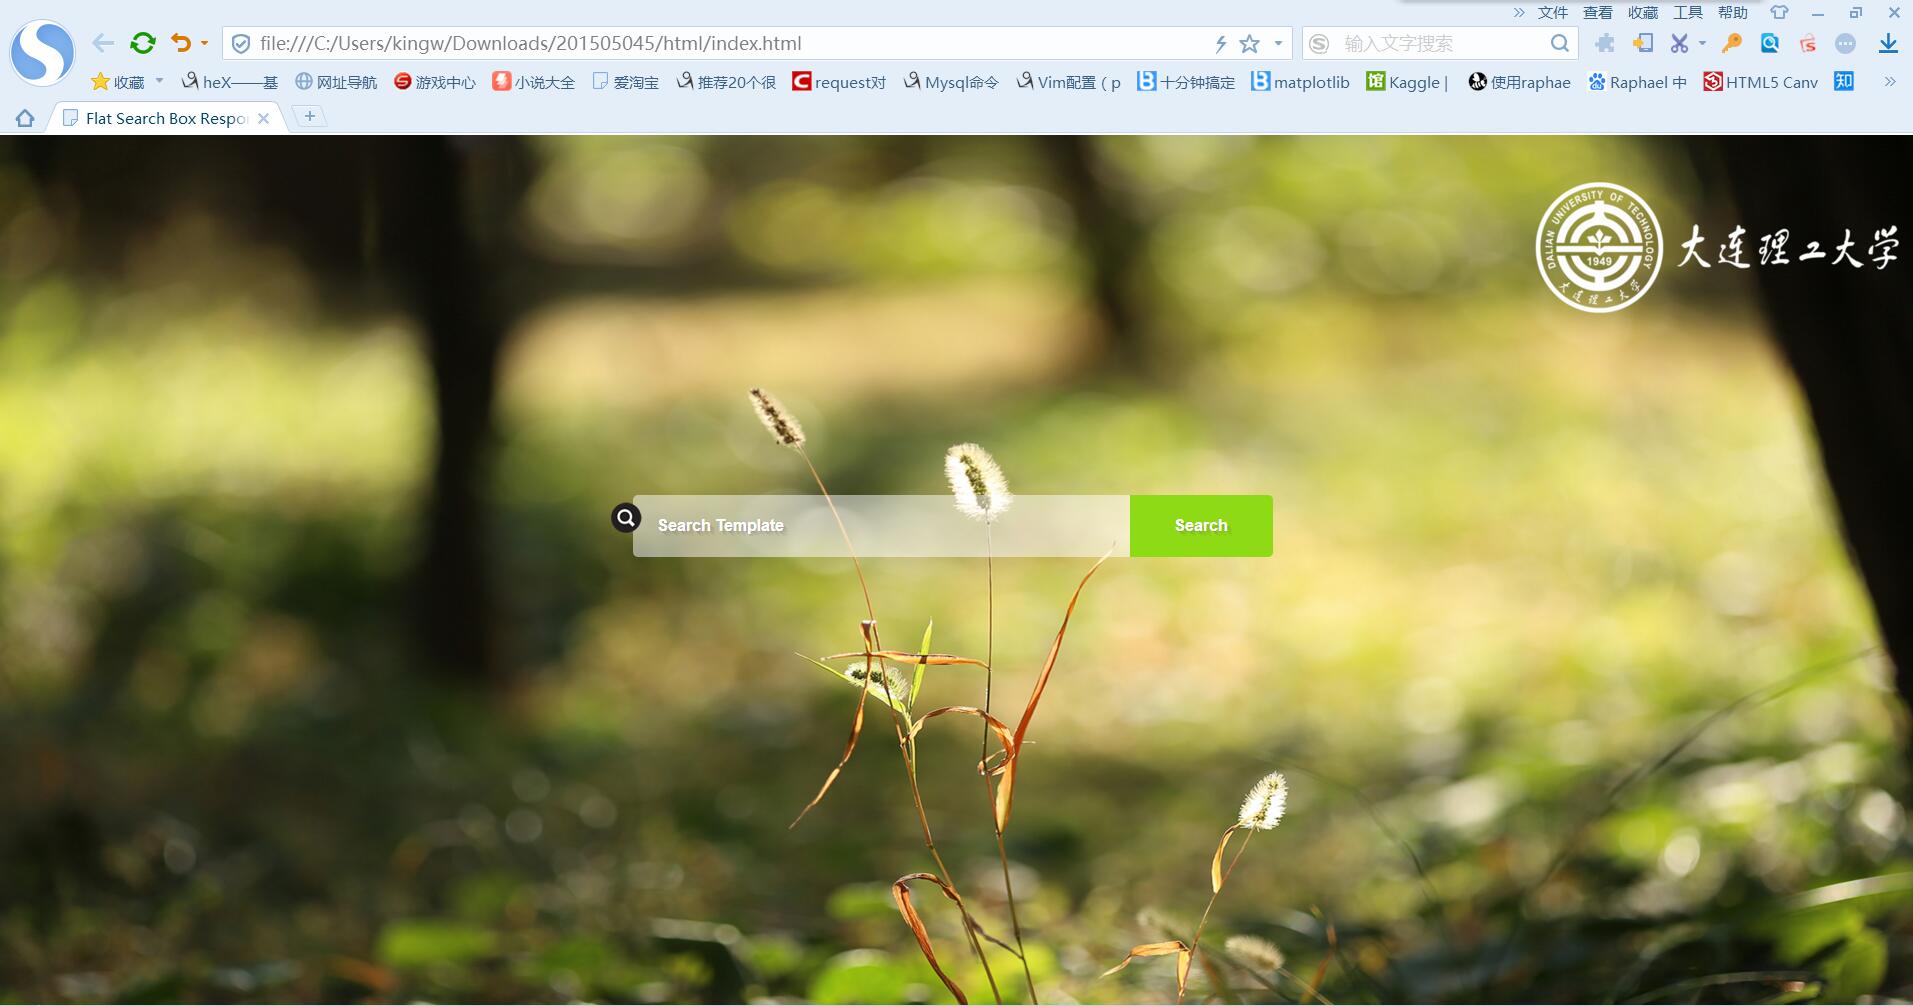 文件 查看 收藏 工具 帮助
file:///C:/Users/kingw/Downloads/201505045/html/index.html
输入文字搜索
收藏 heX——基 网址导航 游戏中心 小说大全 爱淘宝 推荐20个很 request对 Mysql命令 Vim配置 ( p 十分钟搞定 matplotlib Kaggle | 使用raphae Raphael 中 HTML5 Canv 知
Flat Search Box Respo
DALIAN UNIVERSITY OF TECHNOLOGY
1949
大连理工大学
大连理工大学
Search Template
Search